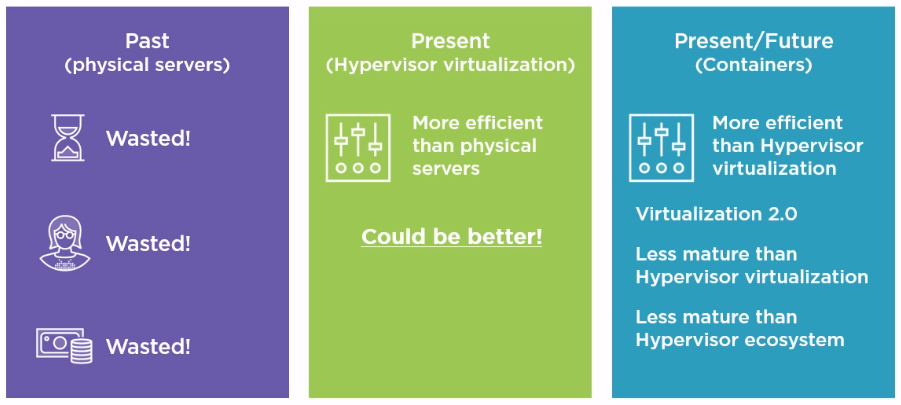 Past
(physical servers)
Wasted!
Wasted!
Wasted!
Present
(Hypervisor virtualization)
More efficient
than physical
servers
Could be better!
Present/Future
(Containers)
More efficient
than Hypervisor
virtualization
Virtualization 2.0
Less mature than
Hypervisor virtualization
Less mature than
Hypervisor ecosystem